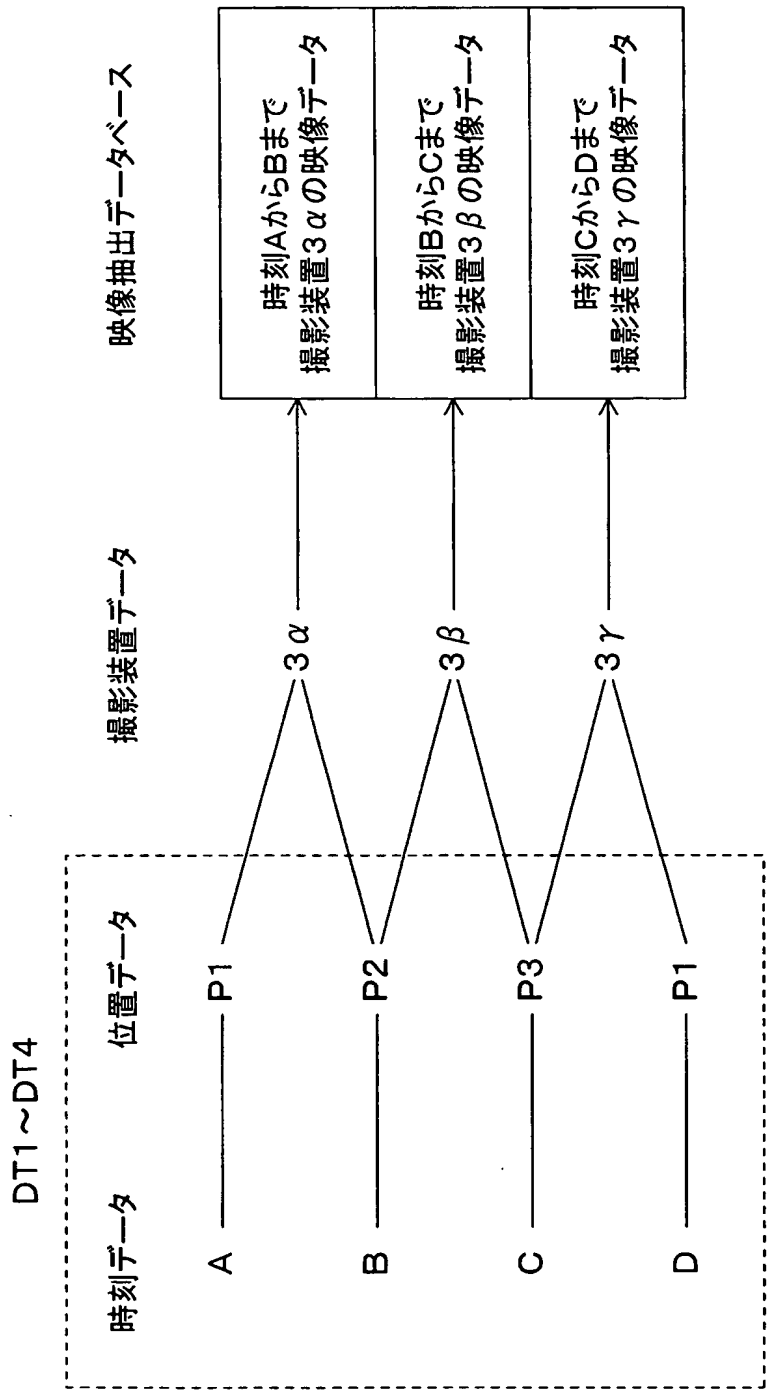 DT1～DT4
時刻データ
位置データ
撮影装置データ
映像抽出データベース
A
P1
B
P2
C
P3
D
P1
3α
3β
3γ
時刻AからBまで
撮影装置3αの映像データ
時刻BからCまで
撮影装置3βの映像データ
時刻CからDまで
撮影装置3γの映像データ